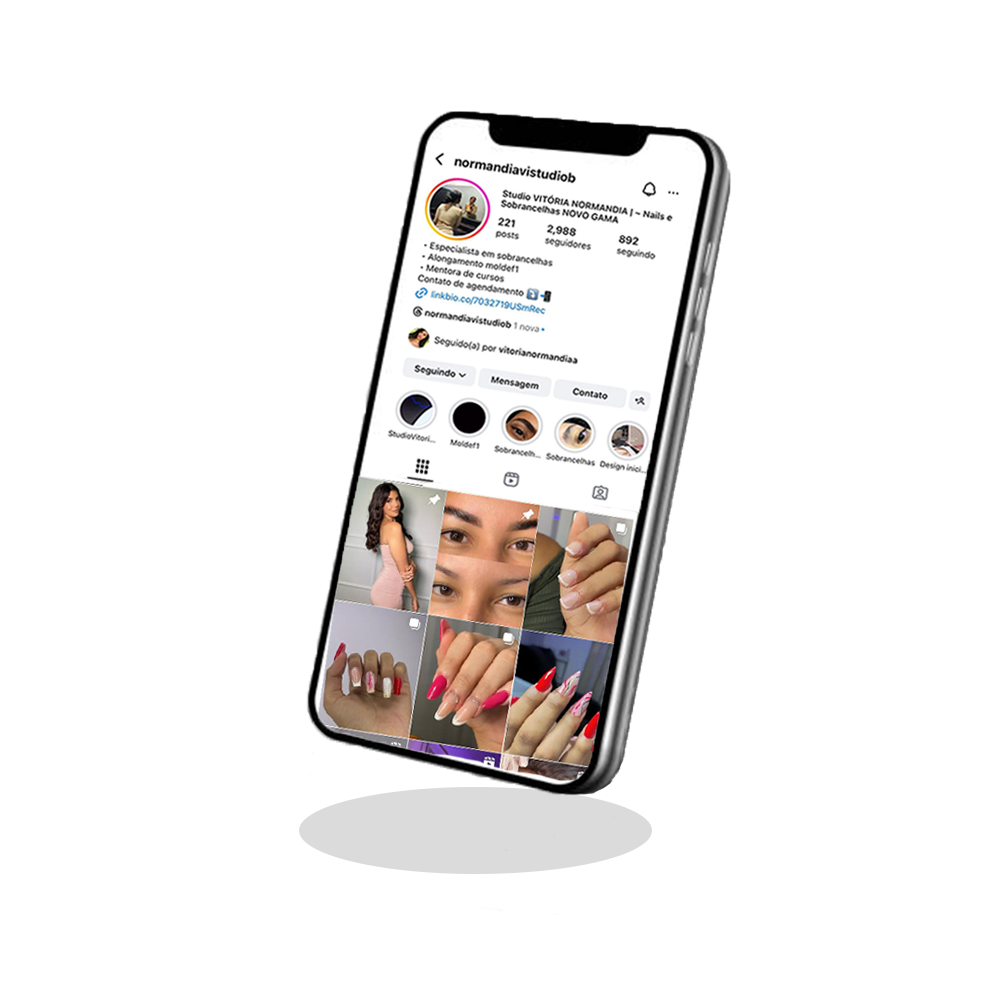 normandiavistudiob
Studio VITÓRIA NORMANDIA | ~ Nails e
Sobrancelhas NOVO GAMA
221
posts
2,988
seguidores
892
seguindo
• Especialista em sobrancelhas
• Alongamento moldef1
• Mentora de cursos
Contato de agendamento ⤵️📲
linkbio.co/7032719USmRec
normandiavistudiob 1 nova
Seguido(a) por vitorianormandiaa
Seguindo
Mensagem
Contato
StudioVitori...
Moldef1
Sobrancelh...
Sobrancelhas
Design inici...